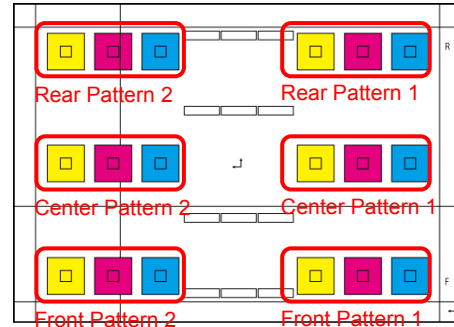 R
Rear Pattern 2
Rear Pattern 1
Center Pattern 2
Center Pattern 1
F
Front Pattern 2
Front Pattern 1